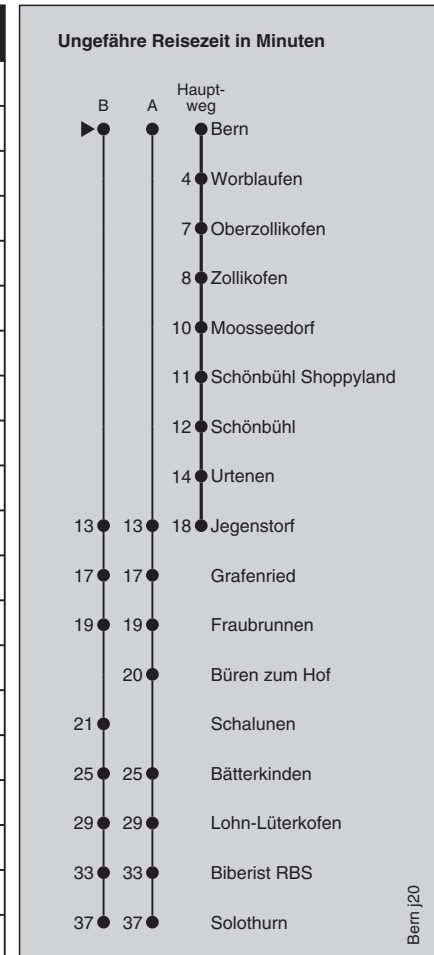 Ungefähre Reisezeit in Minuten
Haupt-
B A weg
Bern
4 Worblaufen
7 Oberzollikofen
8 Zollikofen
10 Moosseedorf
11 Schönbühl Shoppyland
12 Schönbühl
14 Urtenen
13 13 18 Jegenstorf
17 17 Grafenried
19 19 Fraubrunnen
20 Büren zum Hof
21 Schalunen
25 25 Bätterkinden
29 29 Lohn-Lüterkofen
33 33 Biberist RBS
37 37 Solothurn
Bern j20